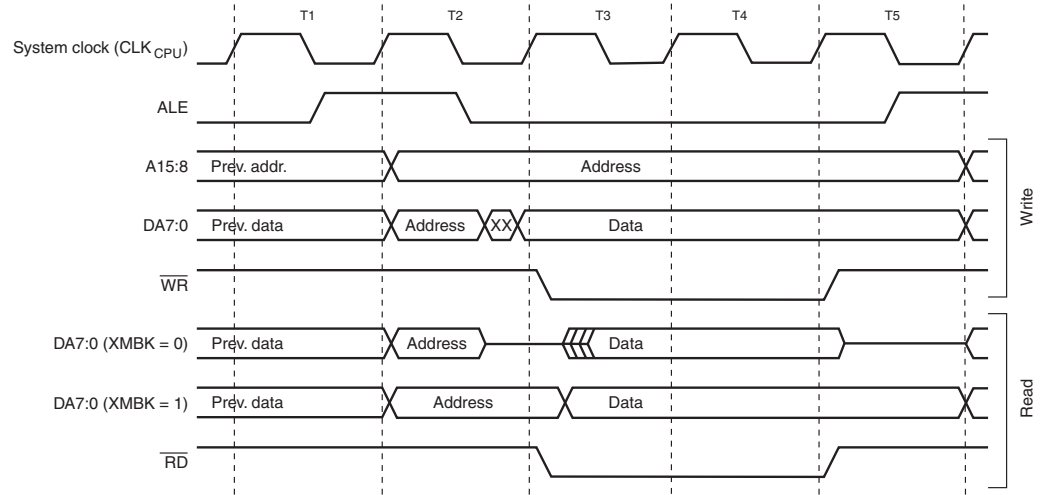 T1 T2 T3 T4 T5
System clock (CLK CPU)
ALE
A15:8 Prev. addr. Address
DA7:0 Prev. data Address XX Data
WR
Write
DA7:0 (XMBK = 0) Prev. data Address Data
DA7:0 (XMBK = 1) Prev. data Address Data
RD
Read